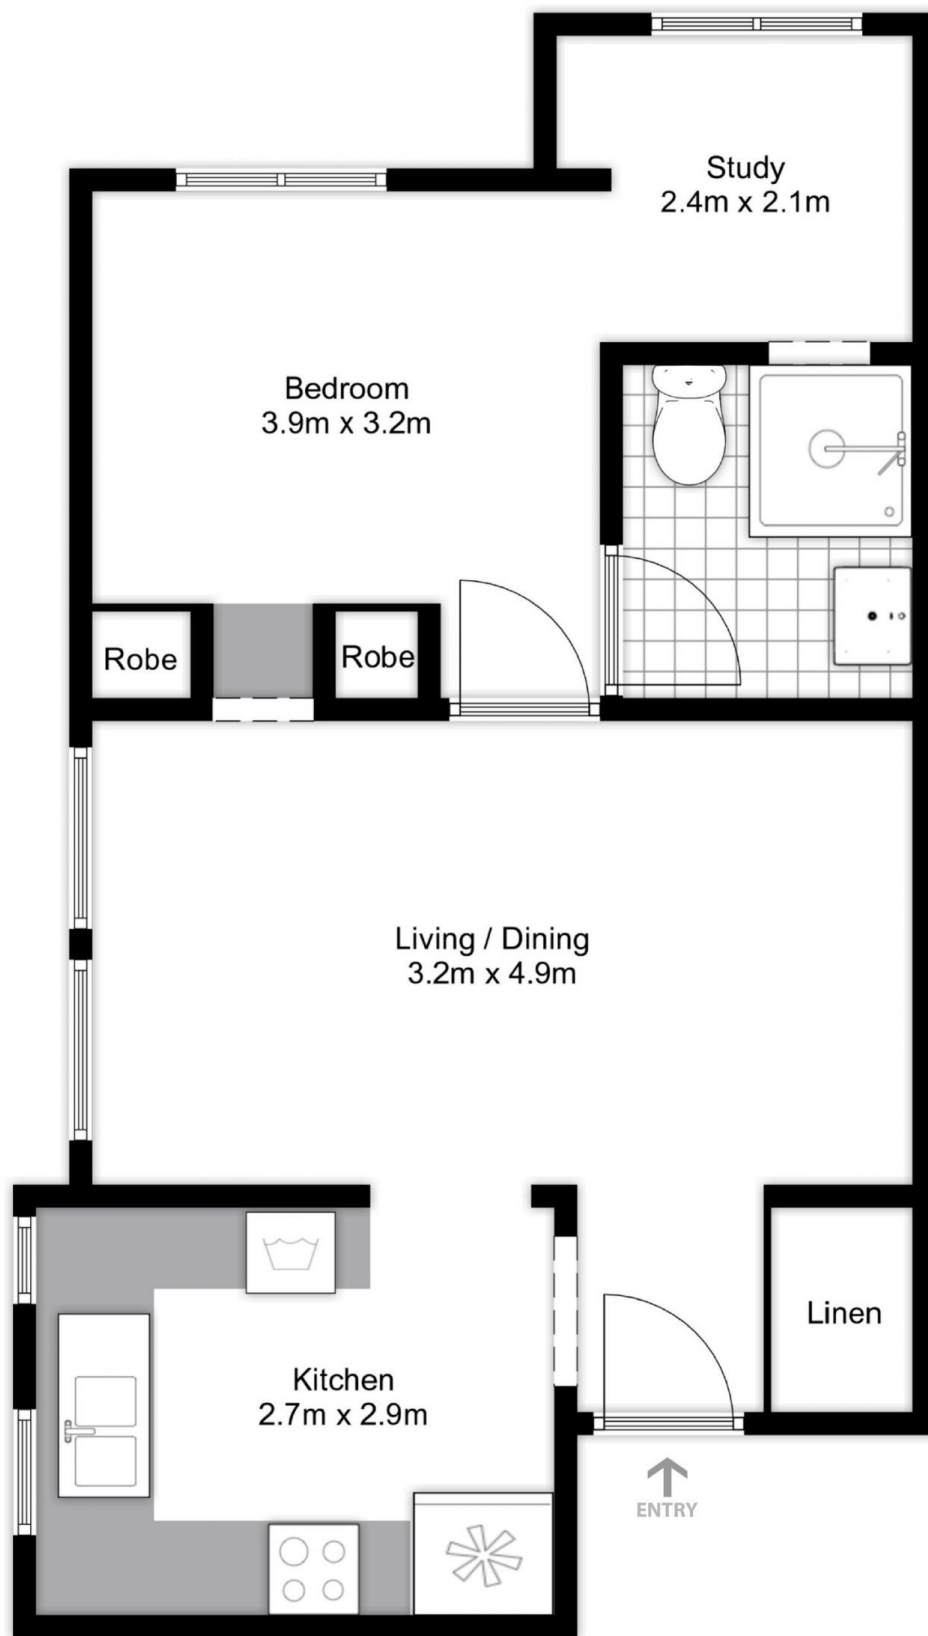 Study
2.4m x 2.1m
Bedroom
3.9m x 3.2m
Robe
Robe
Living / Dining
3.2m x 4.9m
Linen
Kitchen
2.7m x 2.9m
ENTRY